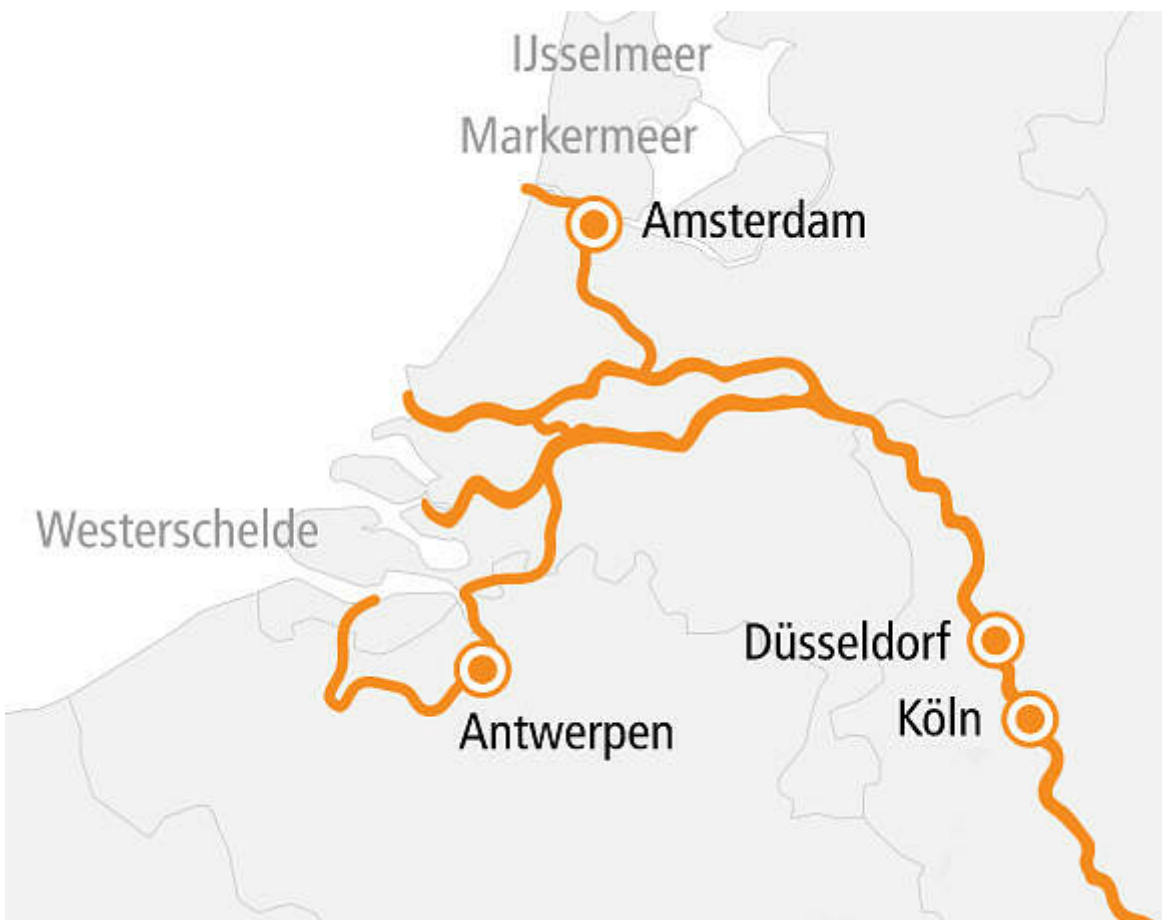 IJsselmeer
Markermeer
Amsterdam
Westerschelde
Düsseldorf
Köln
Antwerpen